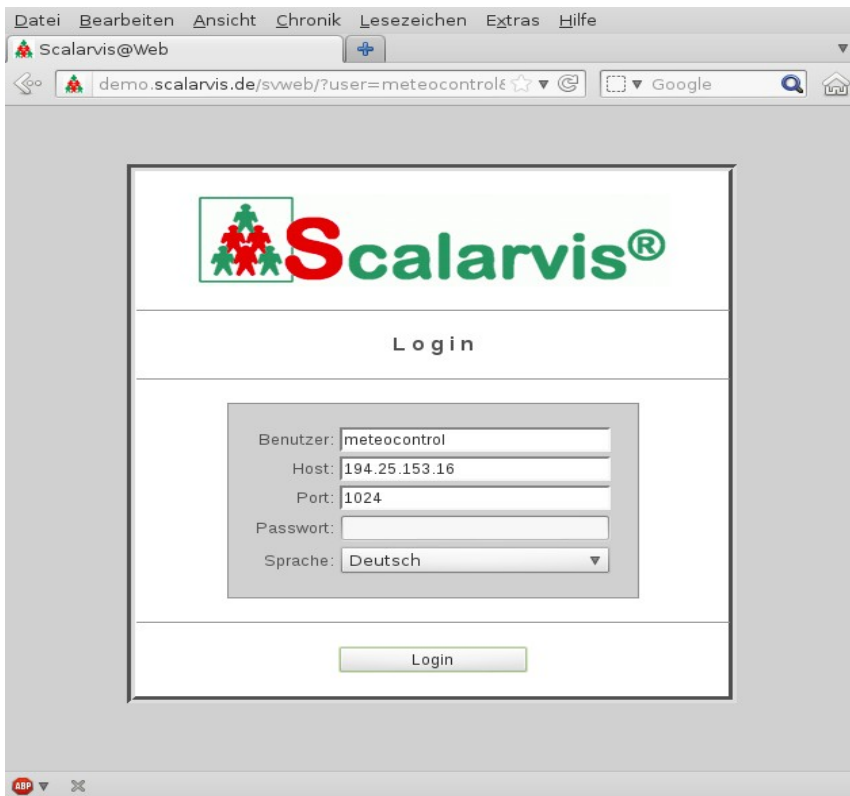 Datei Bearbeiten Ansicht Chronik Lesezeichen Extras Hilfe
Scalarvis@Web
demo.scalarvis.de/svweb/?user=meteocontrol& Google
Scalarvis®
Login
Benutzer: meteocontrol
Host: 194.25.153.16
Port: 1024
Passwort:
Sprache: Deutsch
Login
ABP